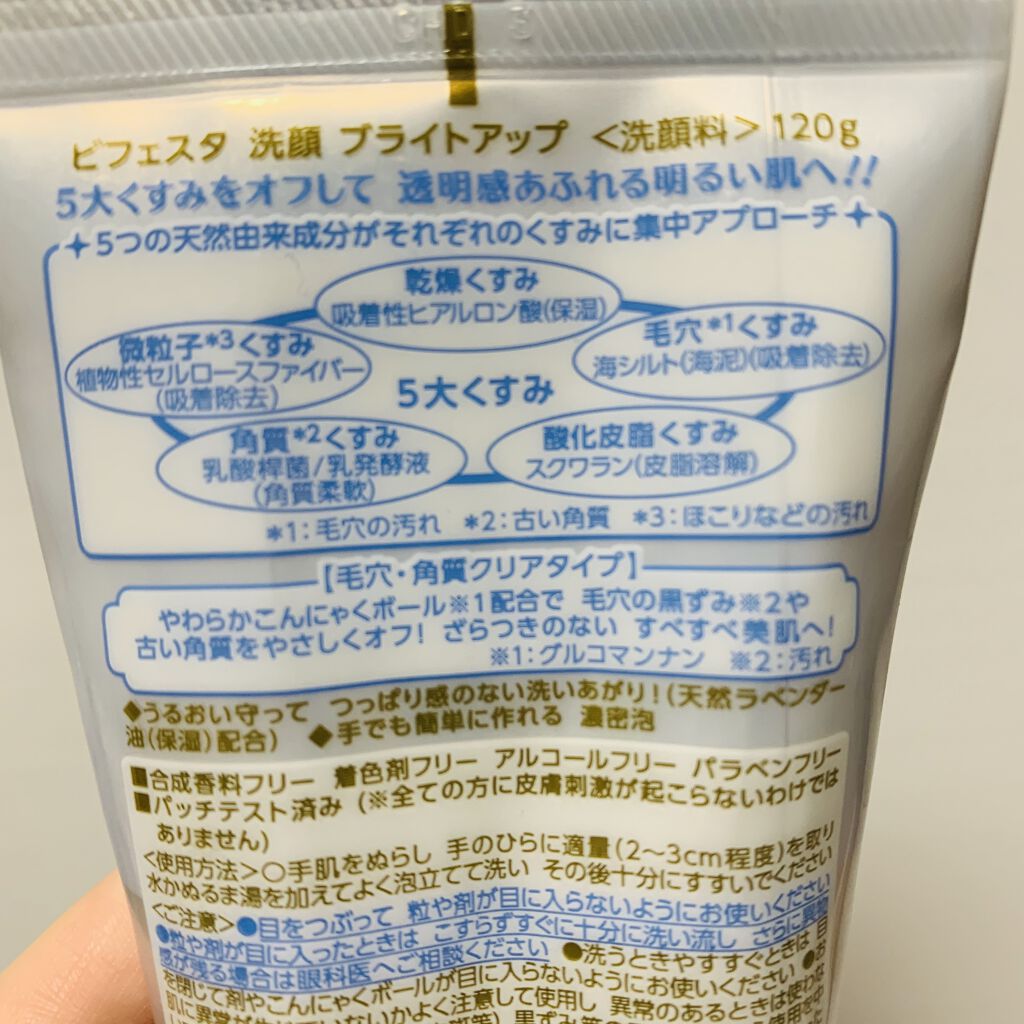 ビフェスタ 洗顔 ブライトアップ <洗顔料> 120g
5大くすみをオフして 透明感あふれる明るい肌へ!!
5つの天然由来成分がそれぞれのくすみに集中アプローチ
乾燥くすみ
吸着性ヒアルロン酸(保湿)
微粒子*3くすみ
植物性セルロースファイバー
(吸着除去)
毛穴*1くすみ
海シルト(海泥)(吸着除去)
5大くすみ
角質*2くすみ
乳酸桿菌/乳発酵液
(角質柔軟)
酸化皮脂くすみ
スクワラン(皮脂溶解)
*1:毛穴の汚れ *2:古い角質 *3:ほこりなどの汚れ
【毛穴・角質クリアタイプ】
やわらかこんにゃくボール※1配合で 毛穴の黒ずみ※2や
古い角質をやさしくオフ! ざらつきのない すべすべ美肌へ!
※1:グルコマンナン ※2:汚れ
◆うるおい守って つっぱり感のない洗いあがり!(天然ラベンダー
油(保湿)配合) ◆手でも簡単に作れる 濃密泡
■合成香料フリー 着色剤フリー アルコールフリー パラベンフリー
■パッチテスト済み (※全ての方に皮膚刺激が起こらないわけでは
ありません)
<使用方法>○手肌をぬらし 手のひらに適量(2~3cm程度)を取り
水かぬるま湯を加えてよく泡立てて洗い その後十分にすすいでください
<ご注意>●目をつぶって 粒や剤が目に入らないようにお使いください
●粒や剤が目に入ったときは こすらずすぐに十分に洗い流し さらに異物
感が残る場合は眼科医へご相談ください ●洗うときやすすぐときは 目
を閉じて剤やこんにゃくボールが目に入らないようにお使いください ●お
肌に異常が生じていないかよく注意して使用し 異常のあるときは使わな